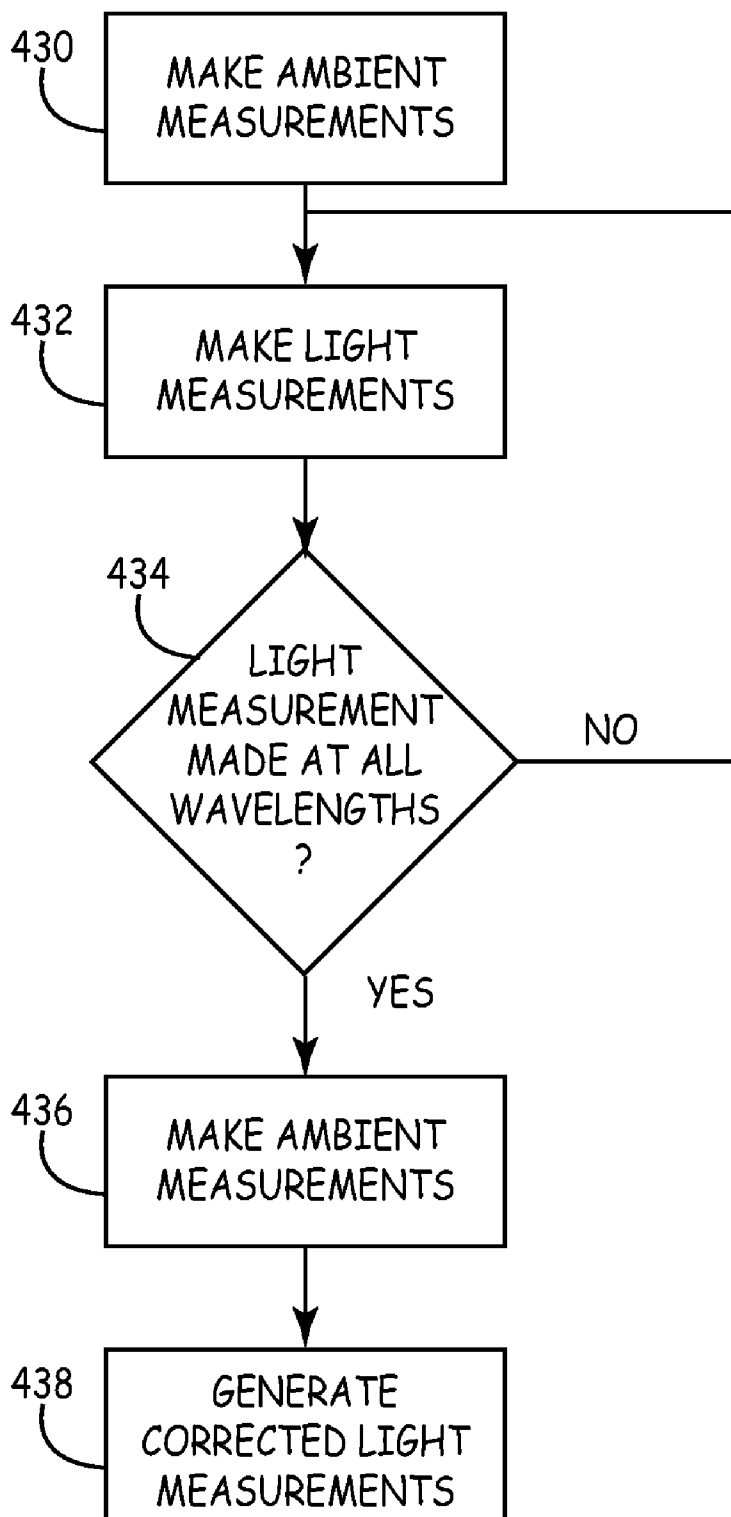 430
MAKE AMBIENT
MEASUREMENTS
432
MAKE LIGHT
MEASUREMENTS
434
LIGHT
MEASUREMENT
MADE AT ALL
WAVELENGTHS
?
NO
YES
436
MAKE AMBIENT
MEASUREMENTS
438
GENERATE
CORRECTED LIGHT
MEASUREMENTS